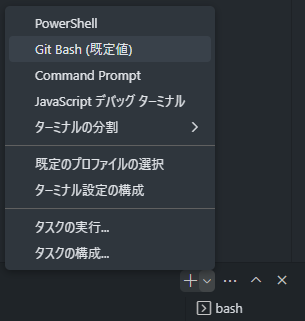 PowerShell
Git Bash (既定値)
Command Prompt
JavaScript デバッグ ターミナル
ターミナルの分割
既定のプロファイルの選択
ターミナル設定の構成
タスクの実行...
タスクの構成...
bash